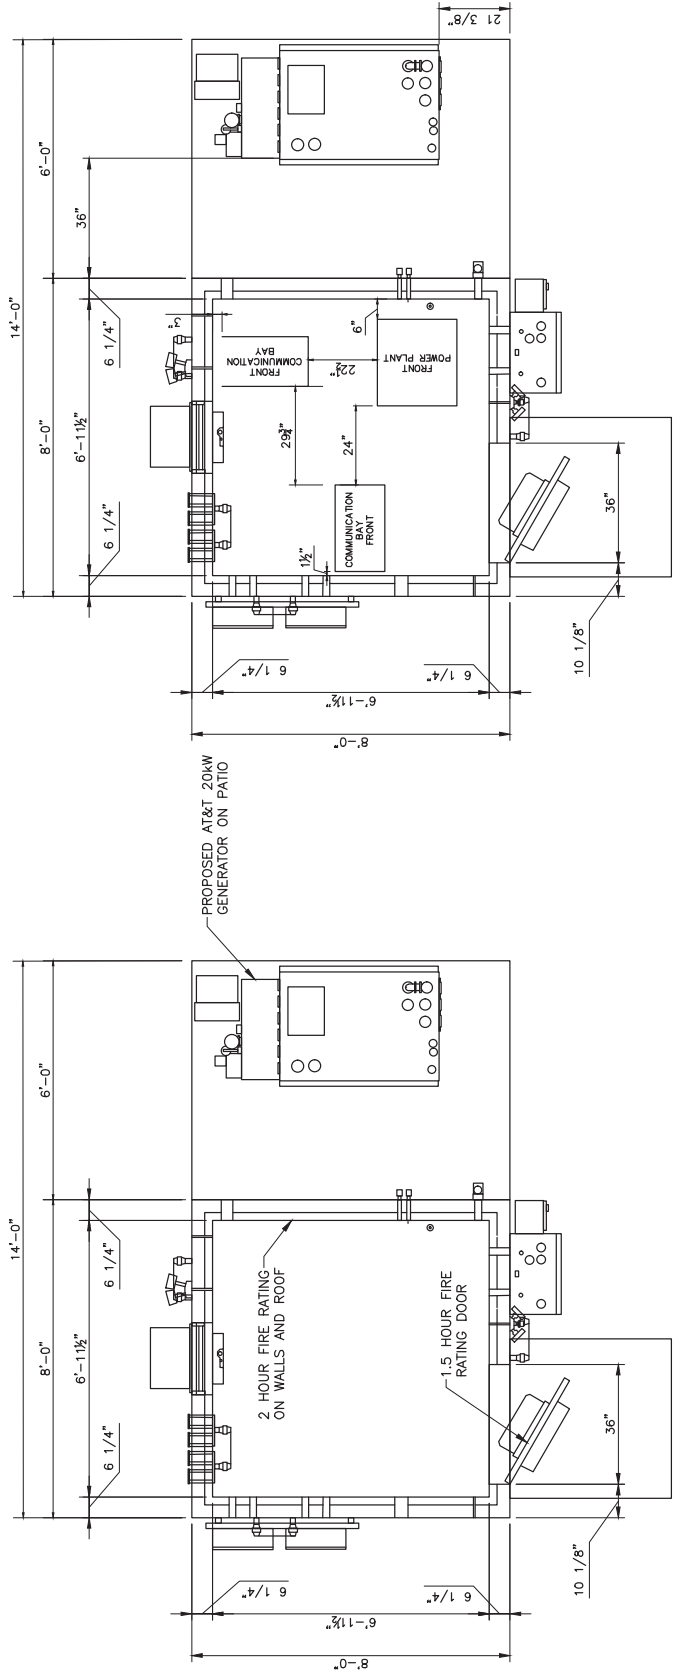 14'-0"
6'-0"
8'-0"
36"
6 1/4"
6'-11½"
6 1/4"
21 3/8"
3"
FRONT
COMMUNICATION
BAY
6"
FRONT
POWER PLANT
22½"
29¾"
24"
COMMUNICATION
BAY
FRONT
1½"
36"
10 1/8"
6 1/4"
6'-11½"
6 1/4"
8'-0"
PROPOSED AT&T 20kW
GENERATOR ON PATIO
14'-0"
6'-0"
8'-0"
6 1/4"
6'-11½"
6 1/4"
2 HOUR FIRE RATING
ON WALLS AND ROOF
1.5 HOUR FIRE
RATING DOOR
36"
10 1/8"
6 1/4"
6'-11½"
6 1/4"
8'-0"